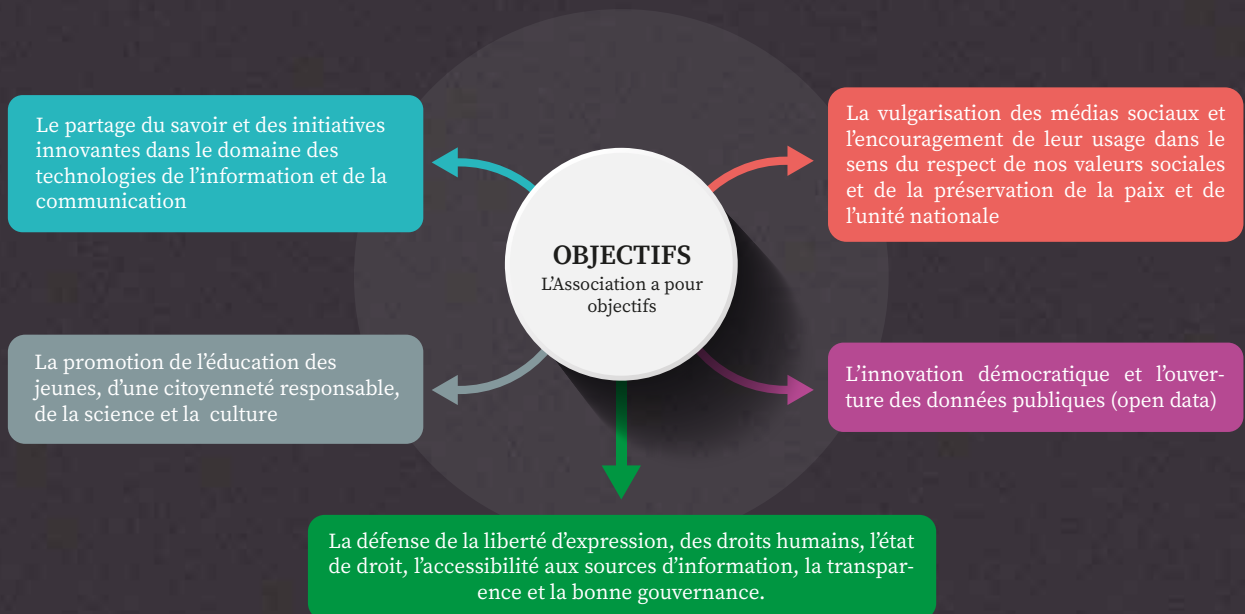 Le partage du savoir et des initiatives
innovantes dans le domaine des
technologies de l'information et de la
communication
La vulgarisation des médias sociaux et
l'encouragement de leur usage dans le
sens du respect de nos valeurs sociales
et de la préservation de la paix et de
l'unité nationale
OBJECTIFS
L'Association a pour
objectifs
La promotion de l'éducation des
jeunes, d'une citoyenneté responsable,
de la science et la culture
L'innovation démocratique et l'ouver-
ture des données publiques (open data)
La défense de la liberté d'expression, des droits humains, l'état
de droit, l'accessibilité aux sources d'information, la transpar-
ence et la bonne gouvernance.